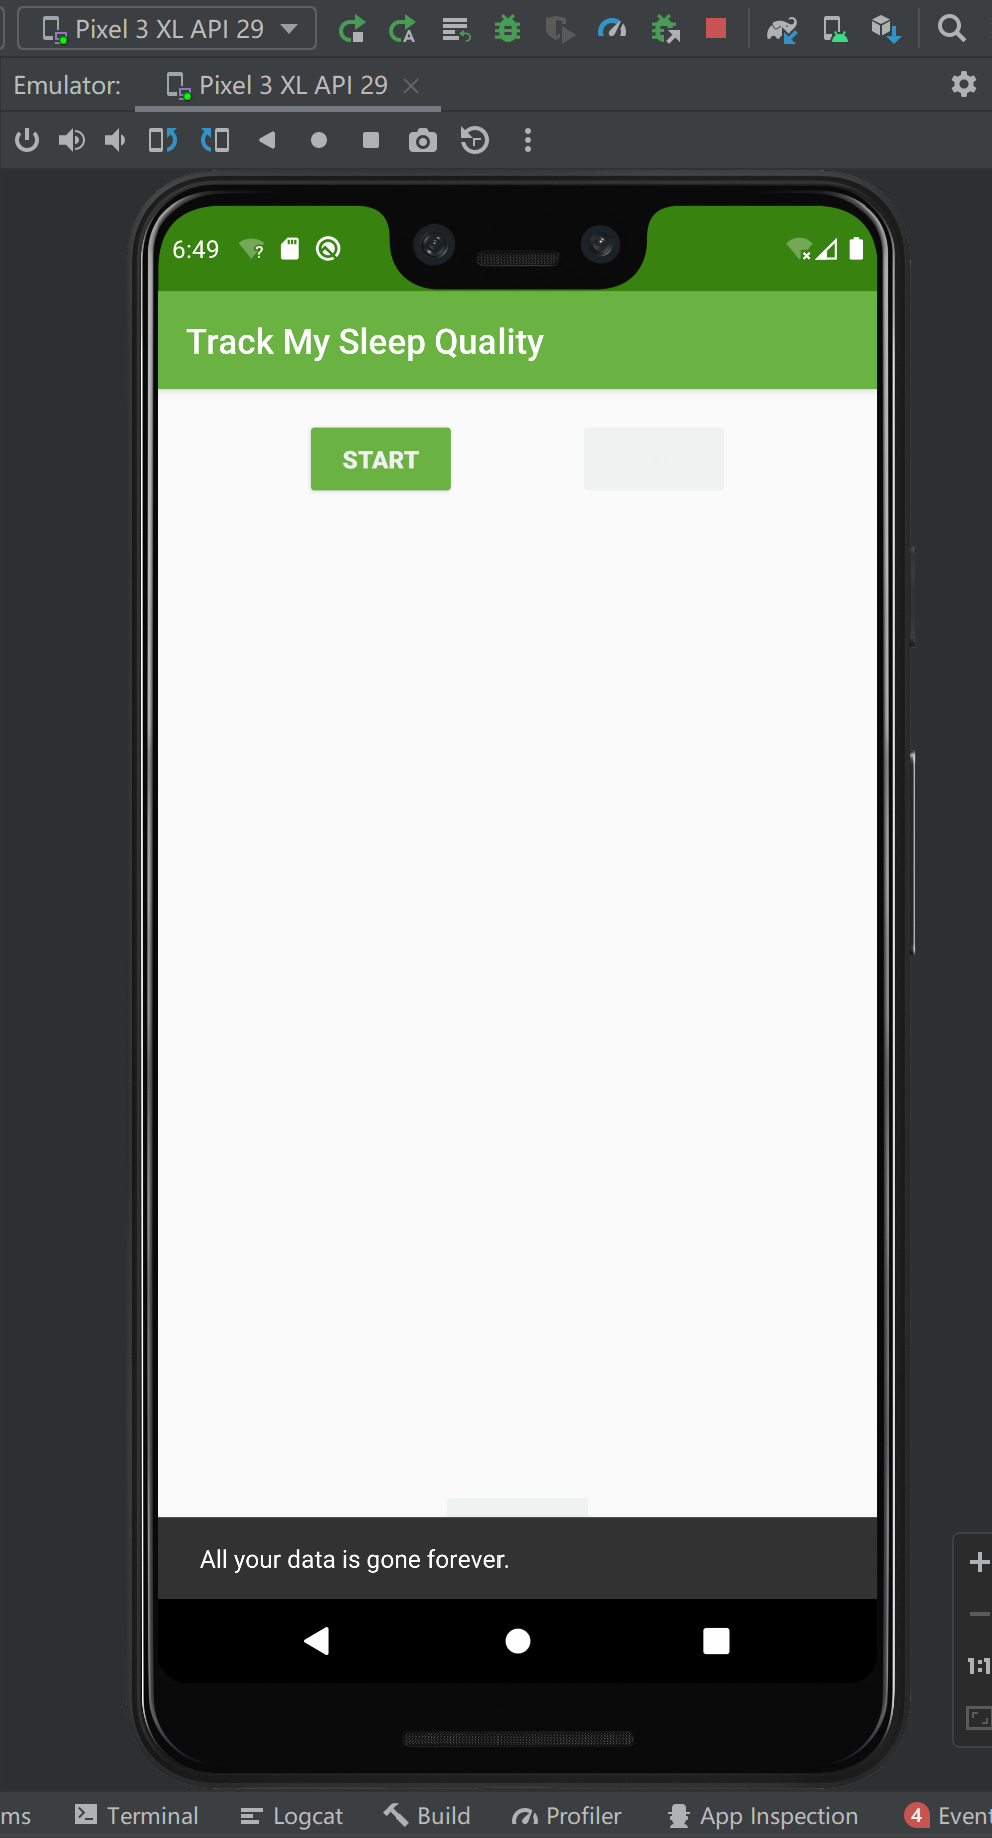 Pixel 3 XL API 29
Emulator: Pixel 3 XL API 29
6:49
Track My Sleep Quality
START
All your data is gone forever.
1:1
ms Terminal Logcat Build Profiler App Inspection 4 Event